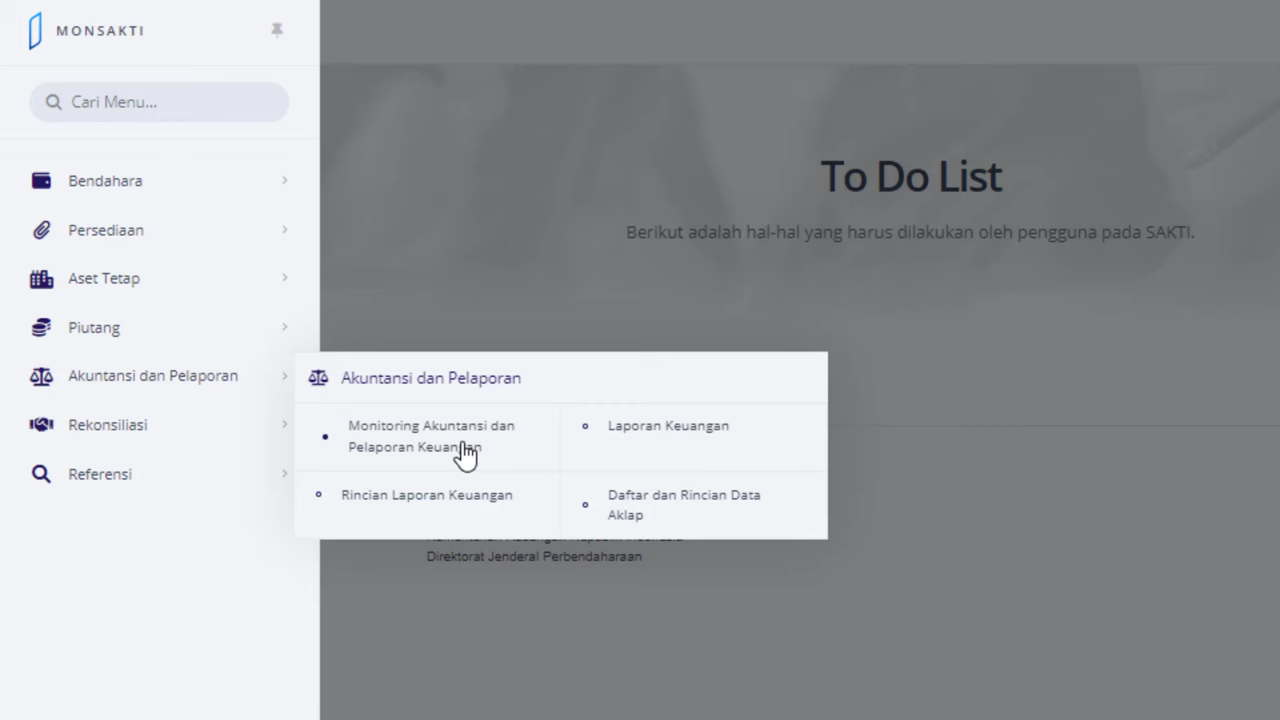 MONSAKTI
Cari Menu...
To Do List
Berikut adalah hal-hal yang harus dilakukan oleh pengguna pada SAKTI.
Bendahara
Persediaan
Aset Tetap
Piutang
Akuntansi dan Pelaporan
Rekonsiliasi
Referensi
Akuntansi dan Pelaporan
Monitoring Akuntansi dan
Pelaporan Keuangan
Laporan Keuangan
Rincian Laporan Keuangan
Daftar dan Rincian Data
Aklap
Direktorat Jenderal Perbendaharaan